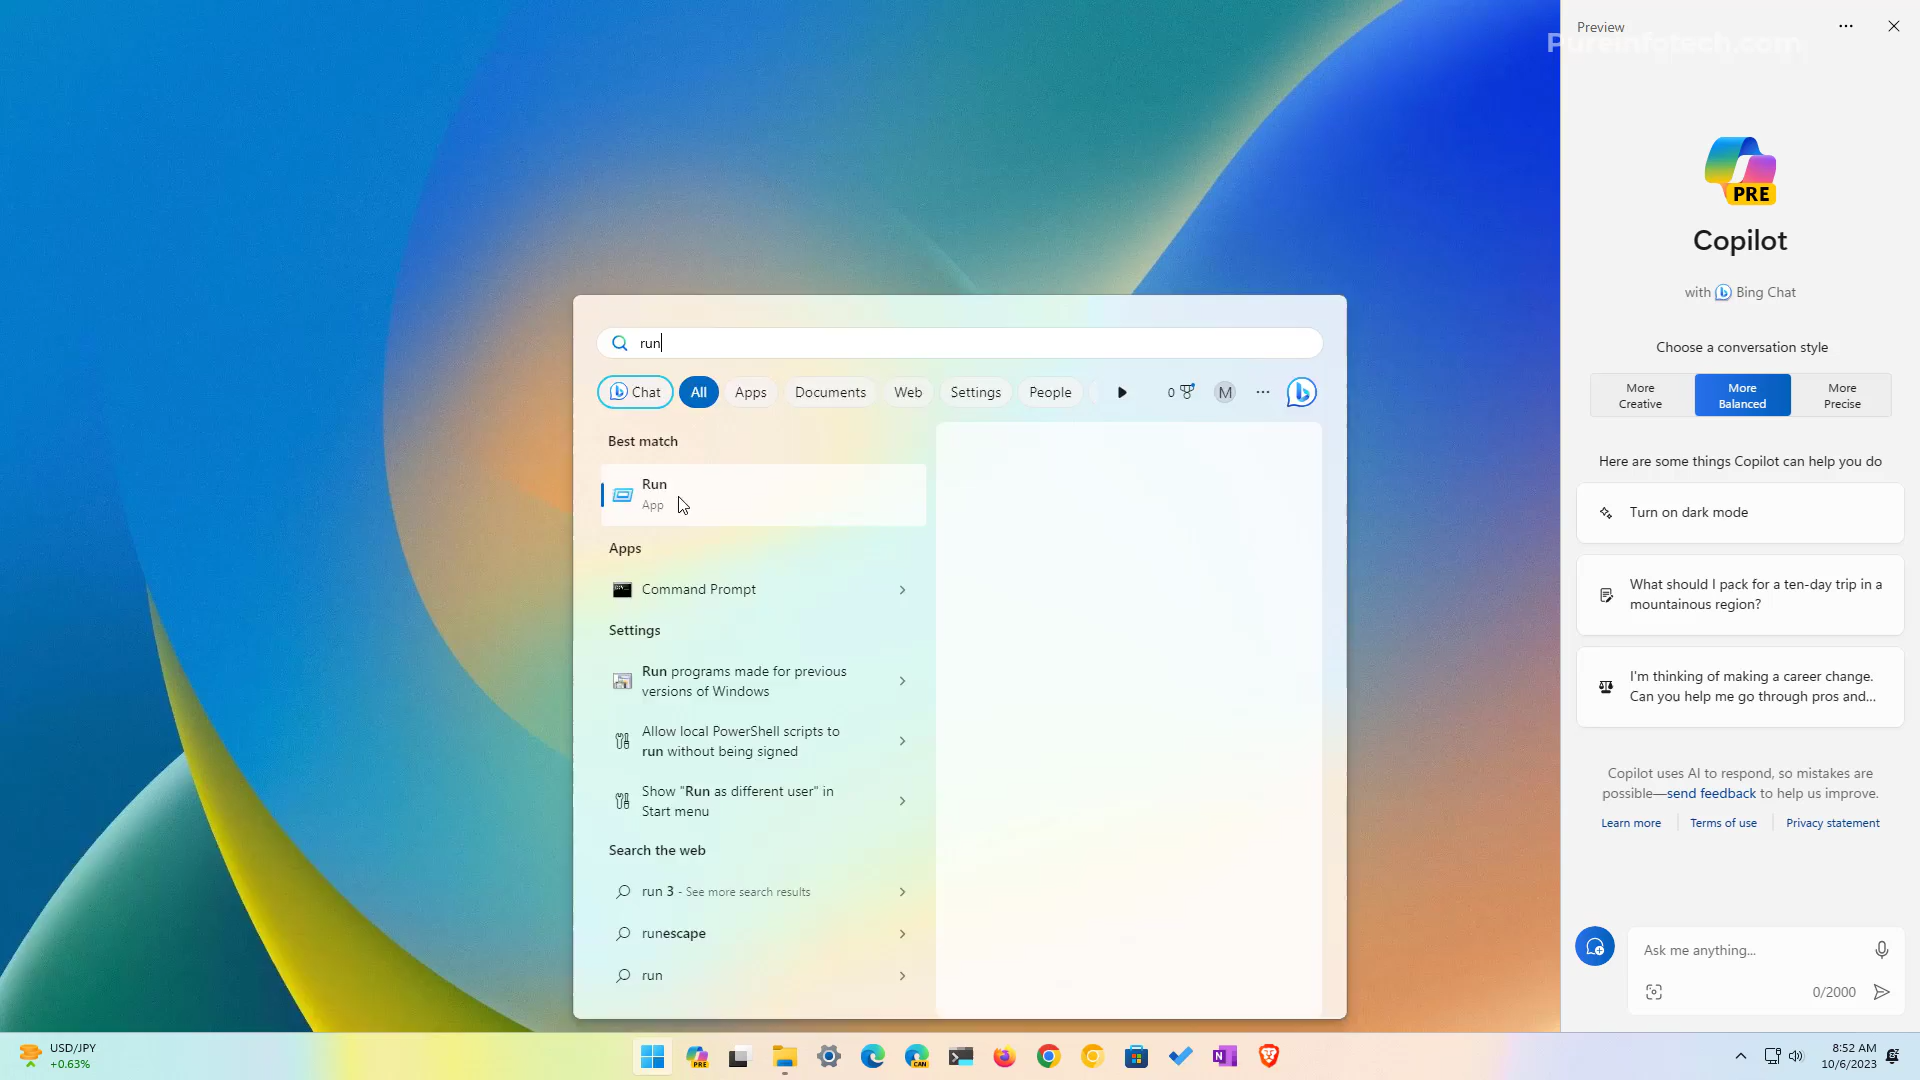 Preview
Pureinfotech.com
PRE
Copilot
with Bing Chat
Choose a conversation style
More
Creative
More
Balanced
More
Precise
Here are some things Copilot can help you do
Turn on dark mode
What should I pack for a ten-day trip in a
mountainous region?
I'm thinking of making a career change.
Can you help me go through pros and...
Copilot uses AI to respond, so mistakes are
possible—send feedback to help us improve.
Learn more
Terms of use
Privacy statement
Ask me anything...
0/2000
run
Chat
All
Apps
Documents
Web
Settings
People
0
M
Best match
Run
App
Apps
Command Prompt
Settings
Run programs made for previous
versions of Windows
Allow local PowerShell scripts to
run without being signed
Show "Run as different user" in
Start menu
Search the web
run 3 - See more search results
runescape
run
USD/JPY
+0.63%
PRE
CAN
N
8:52 AM
10/6/2023